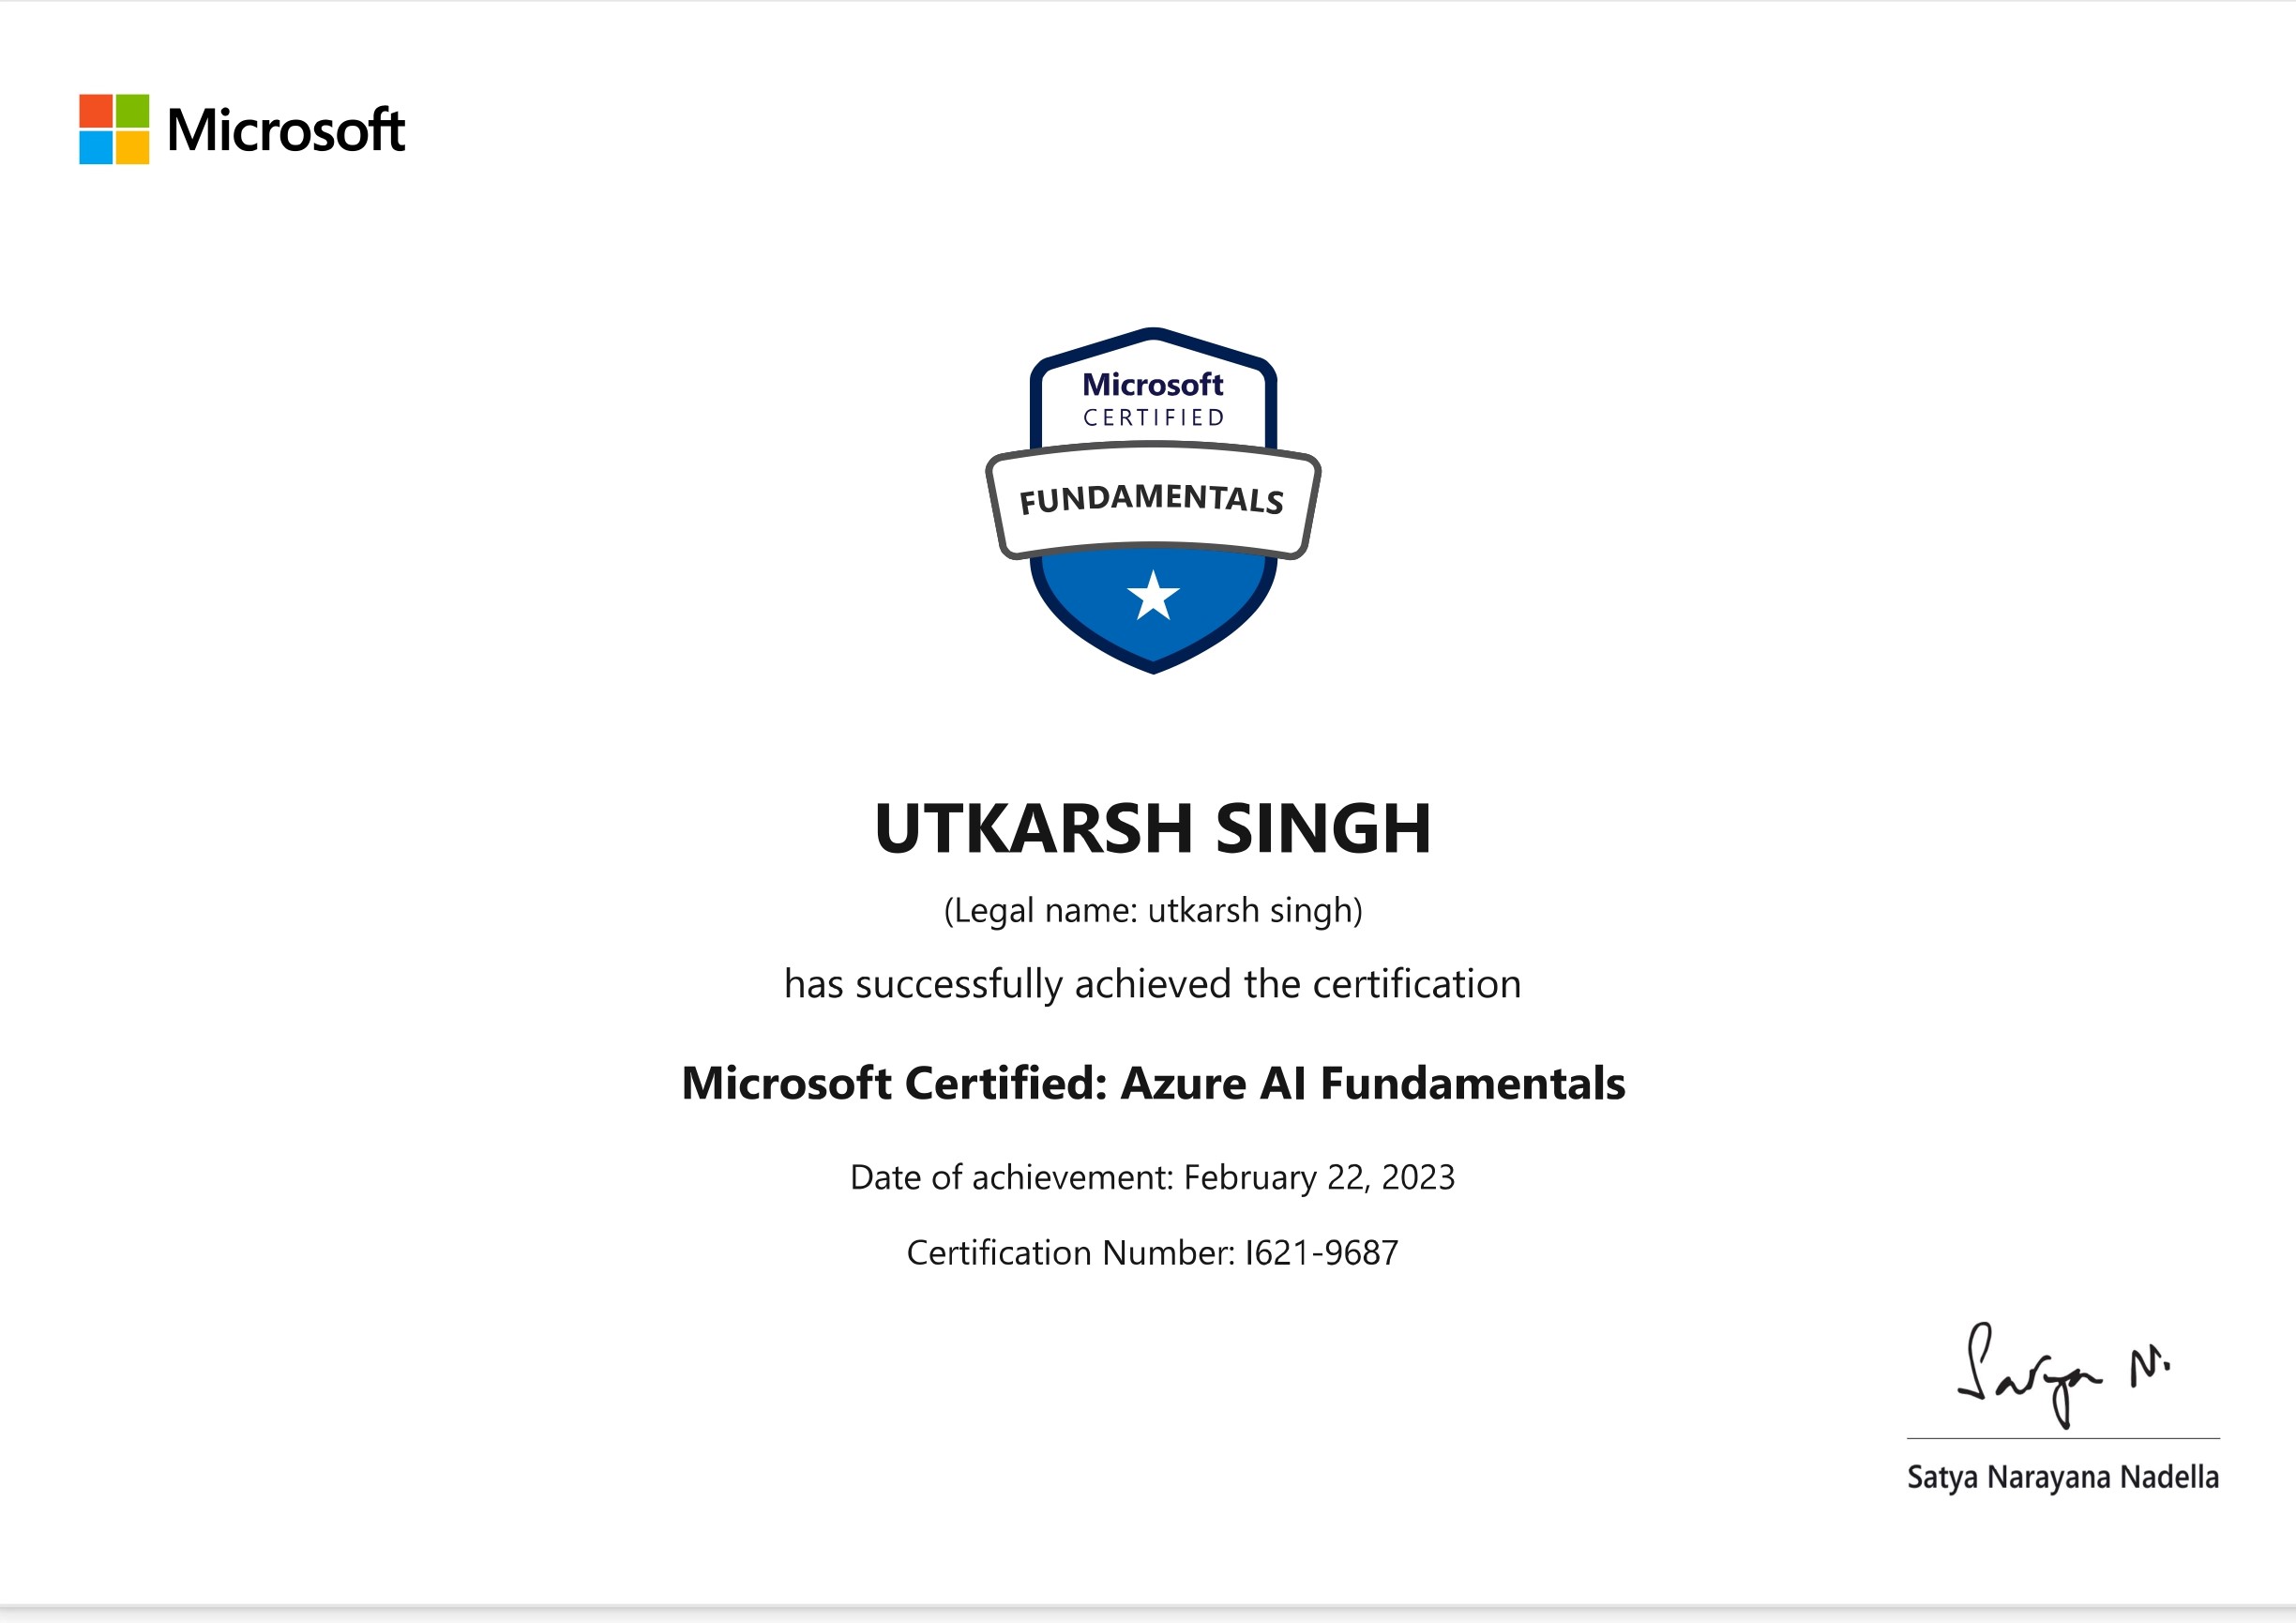 Microsoft
Microsoft
CERTIFIED
FUNDAMENTALS
UTKARSH SINGH
(Legal name: utkarsh singh)
has successfully achieved the certification
Microsoft Certified: Azure AI Fundamentals
Date of achievement: February 22, 2023
Certification Number: I621-9687
Satya N.
Satya Narayana Nadella